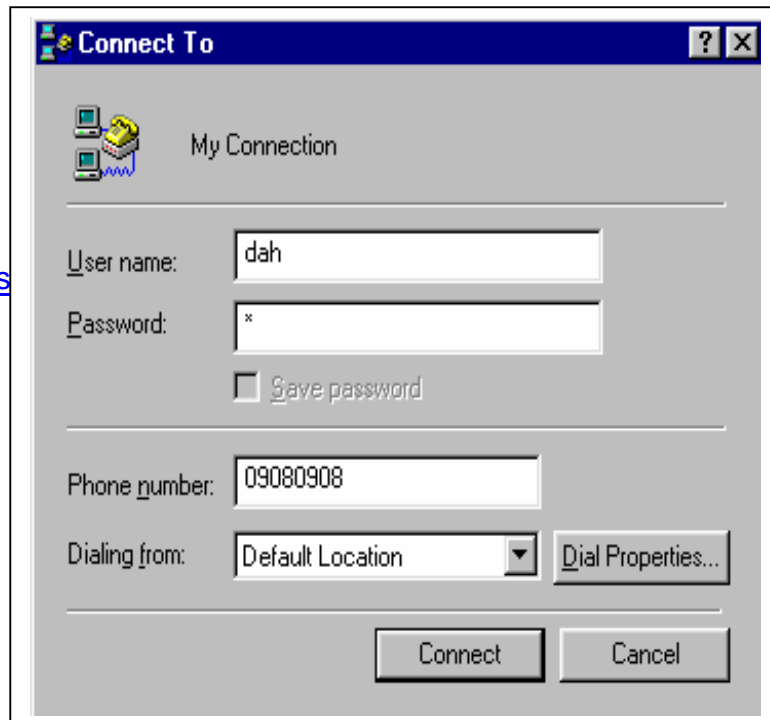 Connect To
My Connection
User name: dah
s
Password: *
Save password
Phone number: 09080908
Dialing from: Default Location Dial Properties...
Connect Cancel